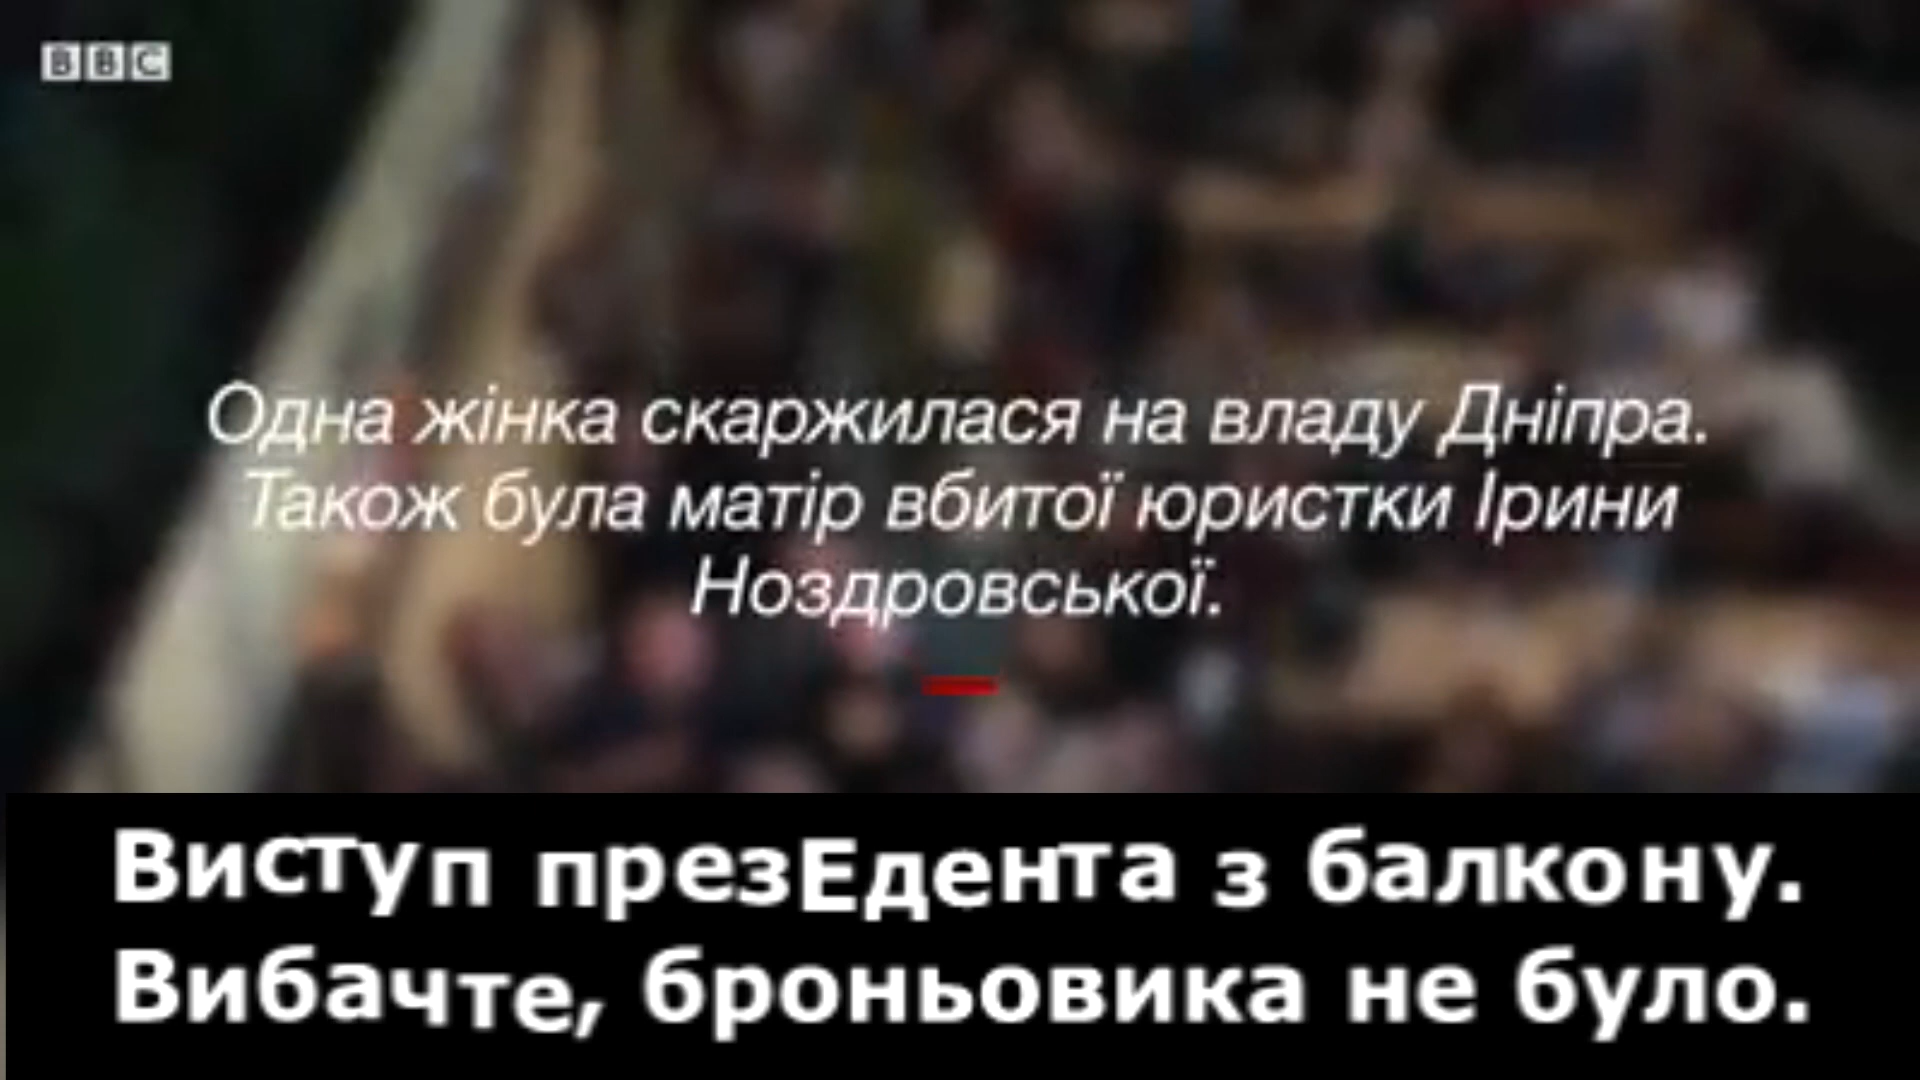 BBC
Одна жінка скаржилася на владу Дніпра.
Також була матір вбитої юристки Ірини
Ноздровської.
Виступ презЕдента з балкону.
Вибачте, броньовика не було.